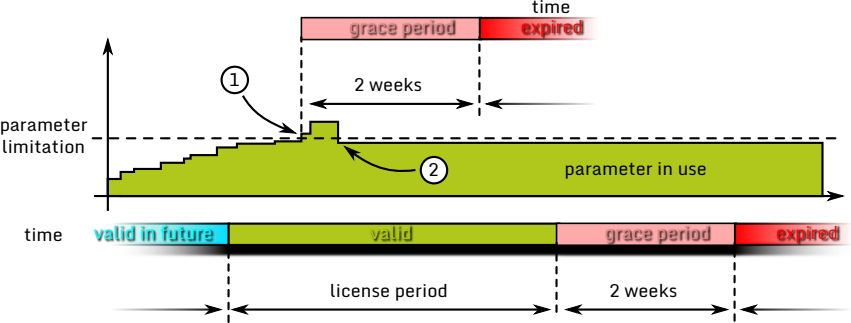 time
grace period
expired
1
2 weeks
parameter
limitation
2
parameter in use
time
valid in future
valid
grace period
expired
license period
2 weeks